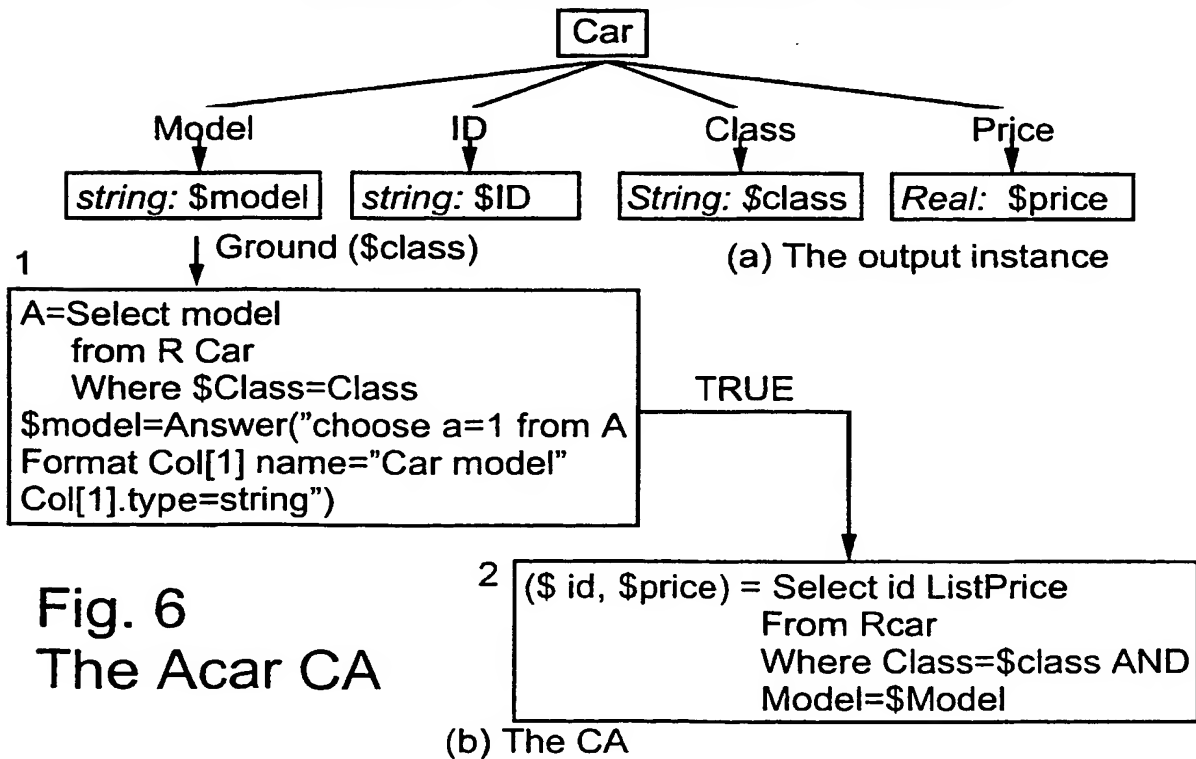 Car
Model ID Class Price
string: $model string: $ID String: $class Real: $price
Ground ($class)
(a) The output instance
1
A=Select model
from R Car
Where $Class=Class
$model=Answer("choose a=1 from A
Format Col[1] name="Car model"
Col[1].type=string")
TRUE
2
($ id, $price) = Select id ListPrice
From Rcar
Where Class=$class AND
Model=$Model
Fig. 6
The Acar CA
(b) The CA